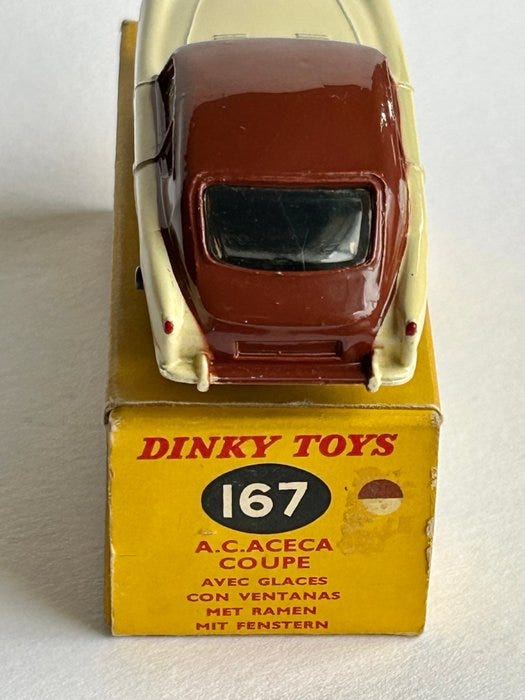 DINKY TOYS
167
A.C.ACECA
COUPE
AVEC GLACES
CON VENTANAS
MET RAMEN
MIT FENSTERN